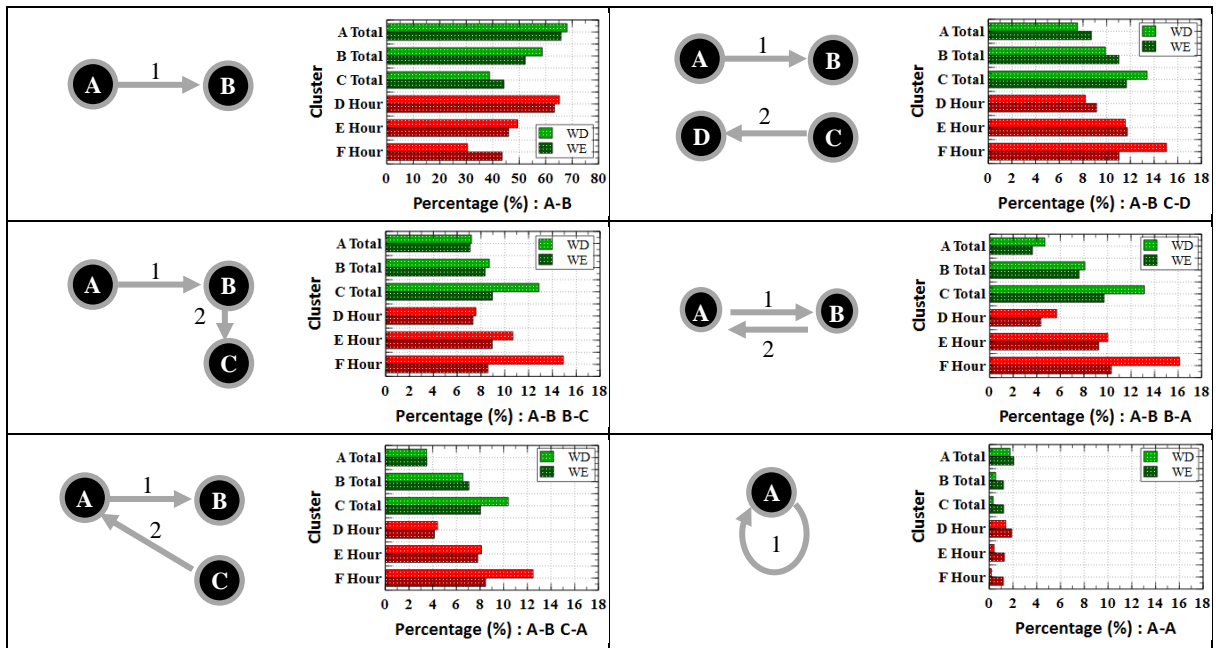 A
1
B
Cluster
A Total
B Total
C Total
D Hour
E Hour
F Hour
WD
WE
0 10 20 30 40 50 60 70 80
Percentage (%) : A-B
A
1
B
D
2
C
Cluster
A Total
B Total
C Total
D Hour
E Hour
F Hour
WD
WE
0 2 4 6 8 10 12 14 16 18
Percentage (%) : A-B C-D
A
1
B
2
C
Cluster
A Total
B Total
C Total
D Hour
E Hour
F Hour
WD
WE
0 2 4 6 8 10 12 14 16 18
Percentage (%) : A-B B-C
A
1
B
2
Cluster
A Total
B Total
C Total
D Hour
E Hour
F Hour
WD
WE
0 2 4 6 8 10 12 14 16 18
Percentage (%) : A-B B-A
A
1
B
2
C
Cluster
A Total
B Total
C Total
D Hour
E Hour
F Hour
WD
WE
0 2 4 6 8 10 12 14 16 18
Percentage (%) : A-B C-A
A
1
Cluster
A Total
B Total
C Total
D Hour
E Hour
F Hour
WD
WE
0 2 4 6 8 10 12 14 16 18
Percentage (%) : A-A